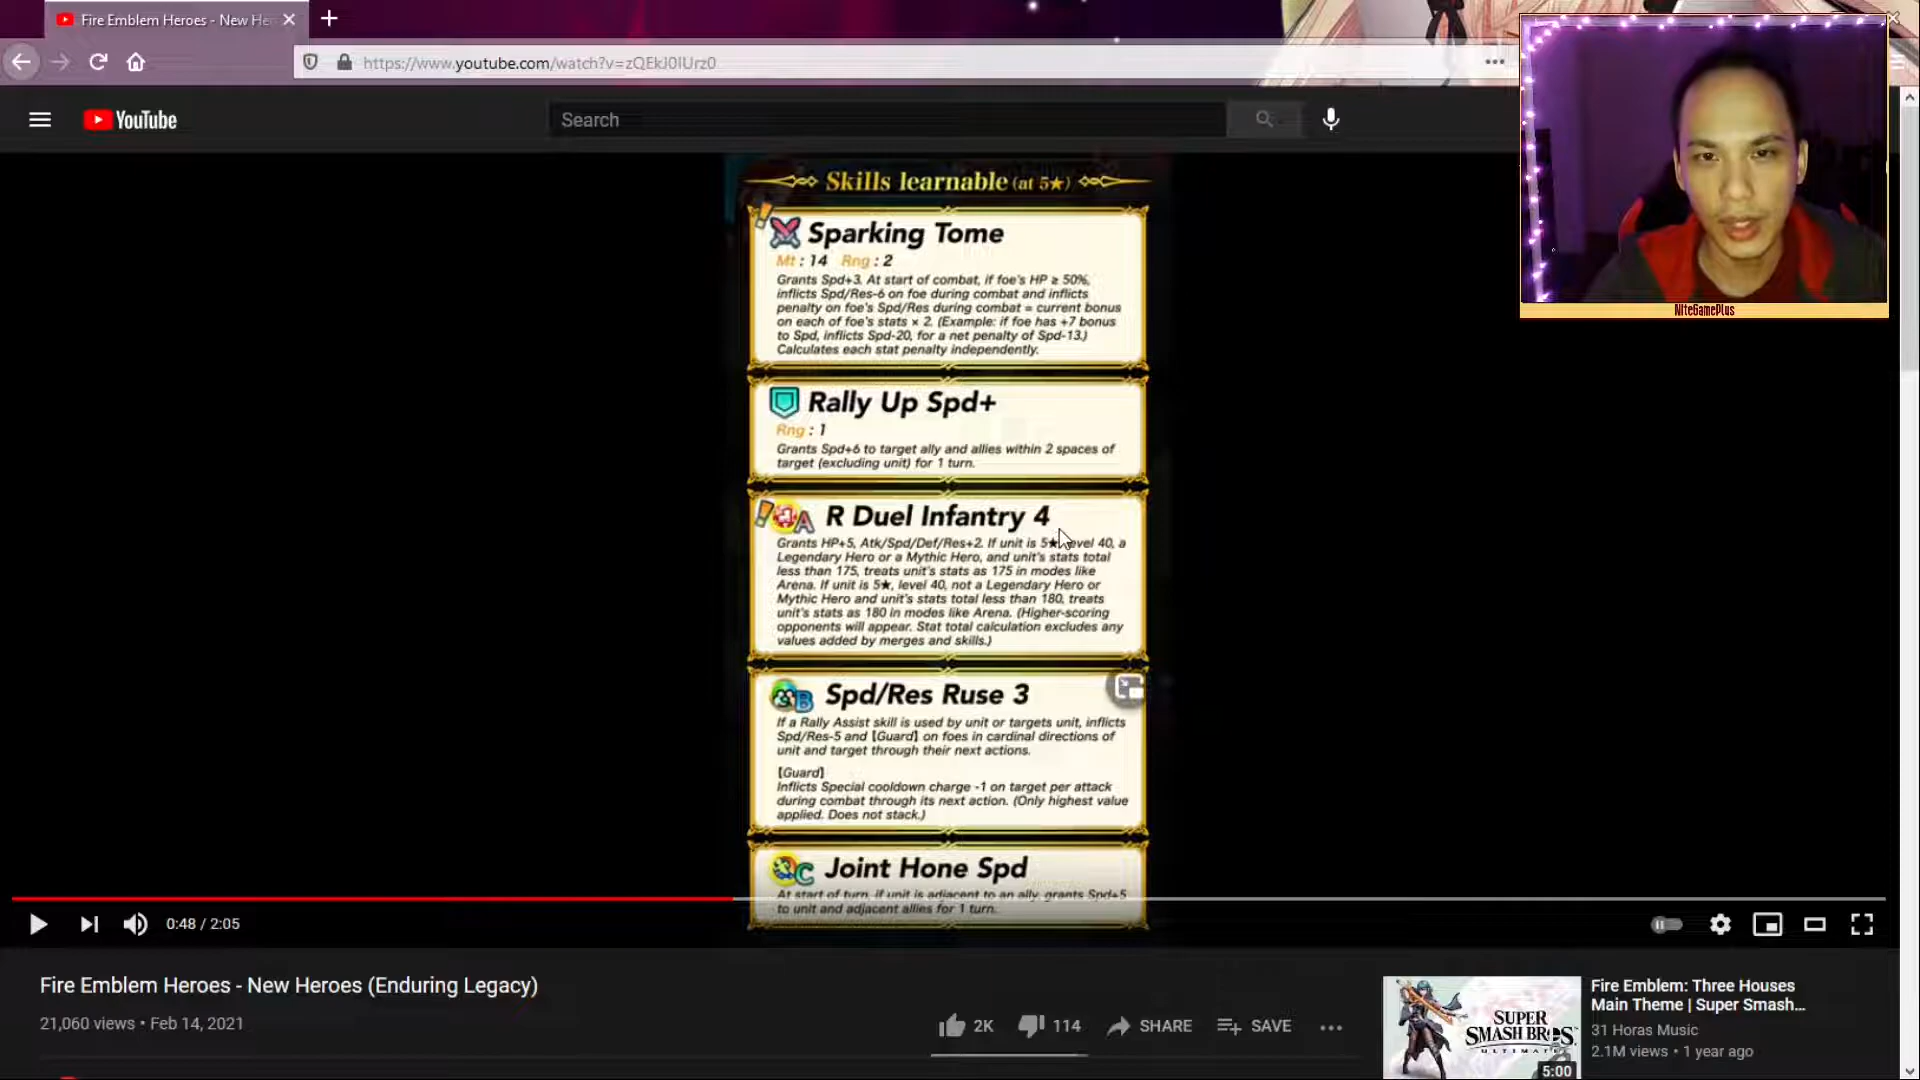 Fire Emblem Heroes - New He
https://www.youtube.com/watch?v=zQEkJ0lUrz0
YouTube
Search
NiteGamePlus
Skills learnable (at 5★)
Sparking Tome
Mt : 14 Rng : 2
Grants Spd+3. At start of combat, if foe's HP ≥ 50%,
inflicts Spd/Res-6 on foe during combat and inflicts
penalty on foe's Spd/Res during combat = current bonus
on each of foe's stats × 2. (Example: if foe has +7 bonus
to Spd, inflicts Spd-20, for a net penalty of Spd-13.)
Calculates each stat penalty independently.
Rally Up Spd+
Rng : 1
Grants Spd+6 to target ally and allies within 2 spaces of
target (excluding unit) for 1 turn.
A R Duel Infantry 4
Grants HP+5, Atk/Spd/Def/Res+2. If unit is 5★ level 40, a
Legendary Hero or a Mythic Hero, and unit's stats total
less than 175, treats unit's stats as 175 in modes like
Arena. If unit is 5★, level 40, not a Legendary Hero or
Mythic Hero and unit's stats total less than 180, treats
unit's stats as 180 in modes like Arena. (Higher-scoring
opponents will appear. Stat total calculation excludes any
values added by merges and skills.)
B Spd/Res Ruse 3
If a Rally Assist skill is used by unit or targets unit, inflicts
Spd/Res-5 and 【Guard】 on foes in cardinal directions of
unit and target through their next actions.
【Guard】
Inflicts Special cooldown charge -1 on target per attack
during combat through its next action. (Only highest value
applied. Does not stack.)
C Joint Hone Spd
At start of turn, if unit is adjacent to an ally, grants Spd+5
to unit and adjacent allies for 1 turn.
0:48 / 2:05
Fire Emblem Heroes - New Heroes (Enduring Legacy)
21,060 views • Feb 14, 2021
2K 114 SHARE SAVE
SUPER
SMASH BROS.
ULTIMATE
5:00
Fire Emblem: Three Houses
Main Theme | Super Smash...
31 Horas Music
2.1M views • 1 year ago